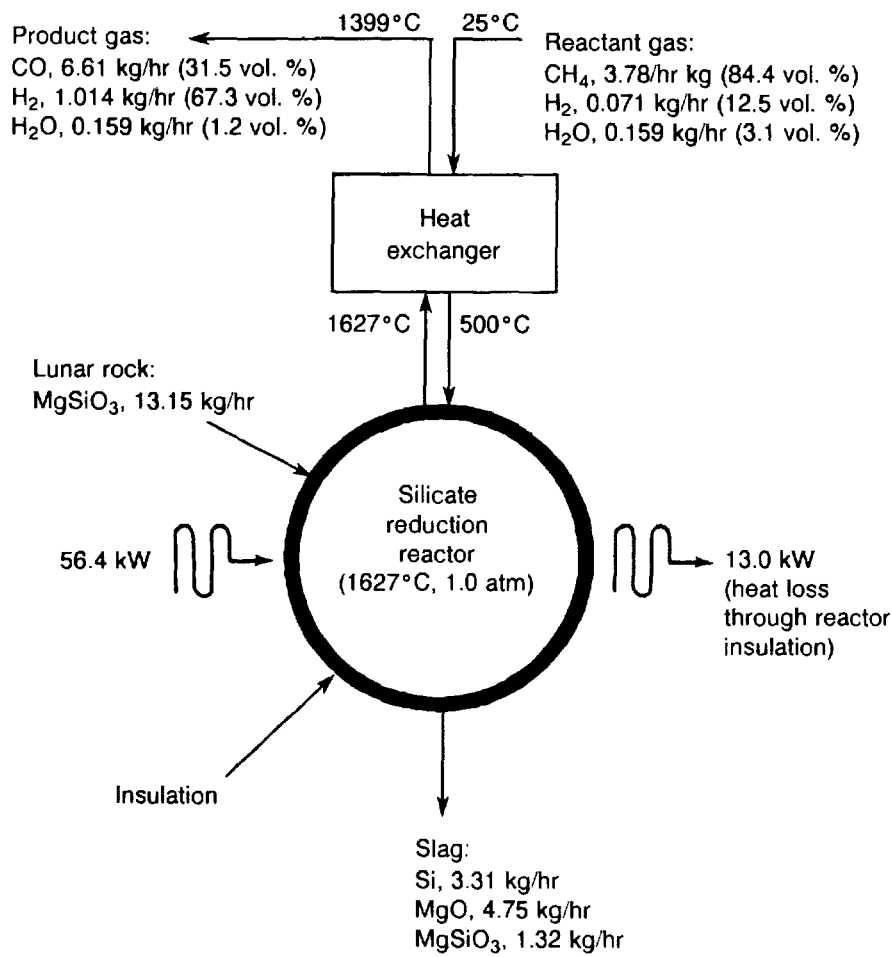 1399°C
25°C
Product gas:
CO, 6.61 kg/hr (31.5 vol. %)
H₂, 1.014 kg/hr (67.3 vol. %)
H₂O, 0.159 kg/hr (1.2 vol. %)
Reactant gas:
CH₄, 3.78/hr kg (84.4 vol. %)
H₂, 0.071 kg/hr (12.5 vol. %)
H₂O, 0.159 kg/hr (3.1 vol. %)
Heat
exchanger
1627°C
500°C
Lunar rock:
MgSiO₃, 13.15 kg/hr
Silicate
reduction
reactor
(1627°C, 1.0 atm)
56.4 kW
13.0 kW
(heat loss
through reactor
insulation)
Insulation
Slag:
Si, 3.31 kg/hr
MgO, 4.75 kg/hr
MgSiO₃, 1.32 kg/hr